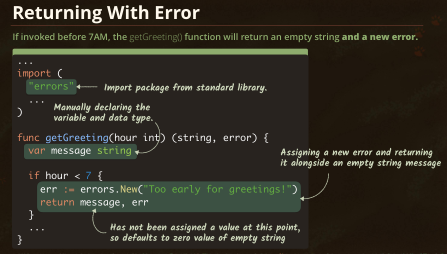 Returning With Error
If invoked before 7AM, the getGreeting() function will return an empty string and a new error.
...
import (
"errors"
Import package from standard library.
...
)
Manually declaring the
variable and data type.
func getGreeting(hour int) (string, error) {
var message string
Assigning a new error and returning
it alongside an empty string message
if hour < 7 {
err := errors.New("Too early for greetings!")
return message, err
}
Has not been assigned a value at this point,
so defaults to zero value of empty string
...
}